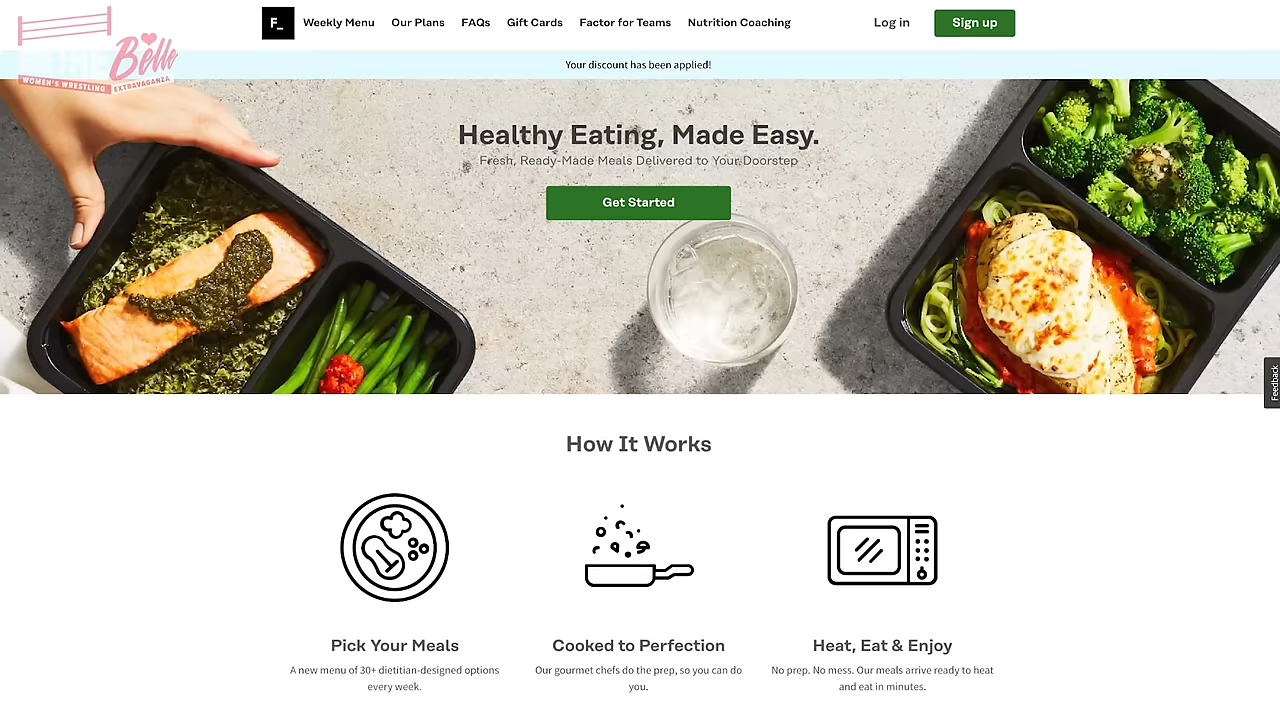 F_
Weekly Menu
Our Plans
FAQs
Gift Cards
Factor for Teams
Nutrition Coaching
Log in
Sign up
THE Belle
WOMEN'S WRESTLING EXTRAVAGANZA
Your discount has been applied!
Healthy Eating, Made Easy.
Fresh, Ready-Made Meals Delivered to Your Doorstep
Get Started
Feedback
How It Works
Pick Your Meals
A new menu of 30+ dietitian-designed options
every week.
Cooked to Perfection
Our gourmet chefs do the prep, so you can do
you.
Heat, Eat & Enjoy
No prep. No mess. Our meals arrive ready to heat
and eat in minutes.